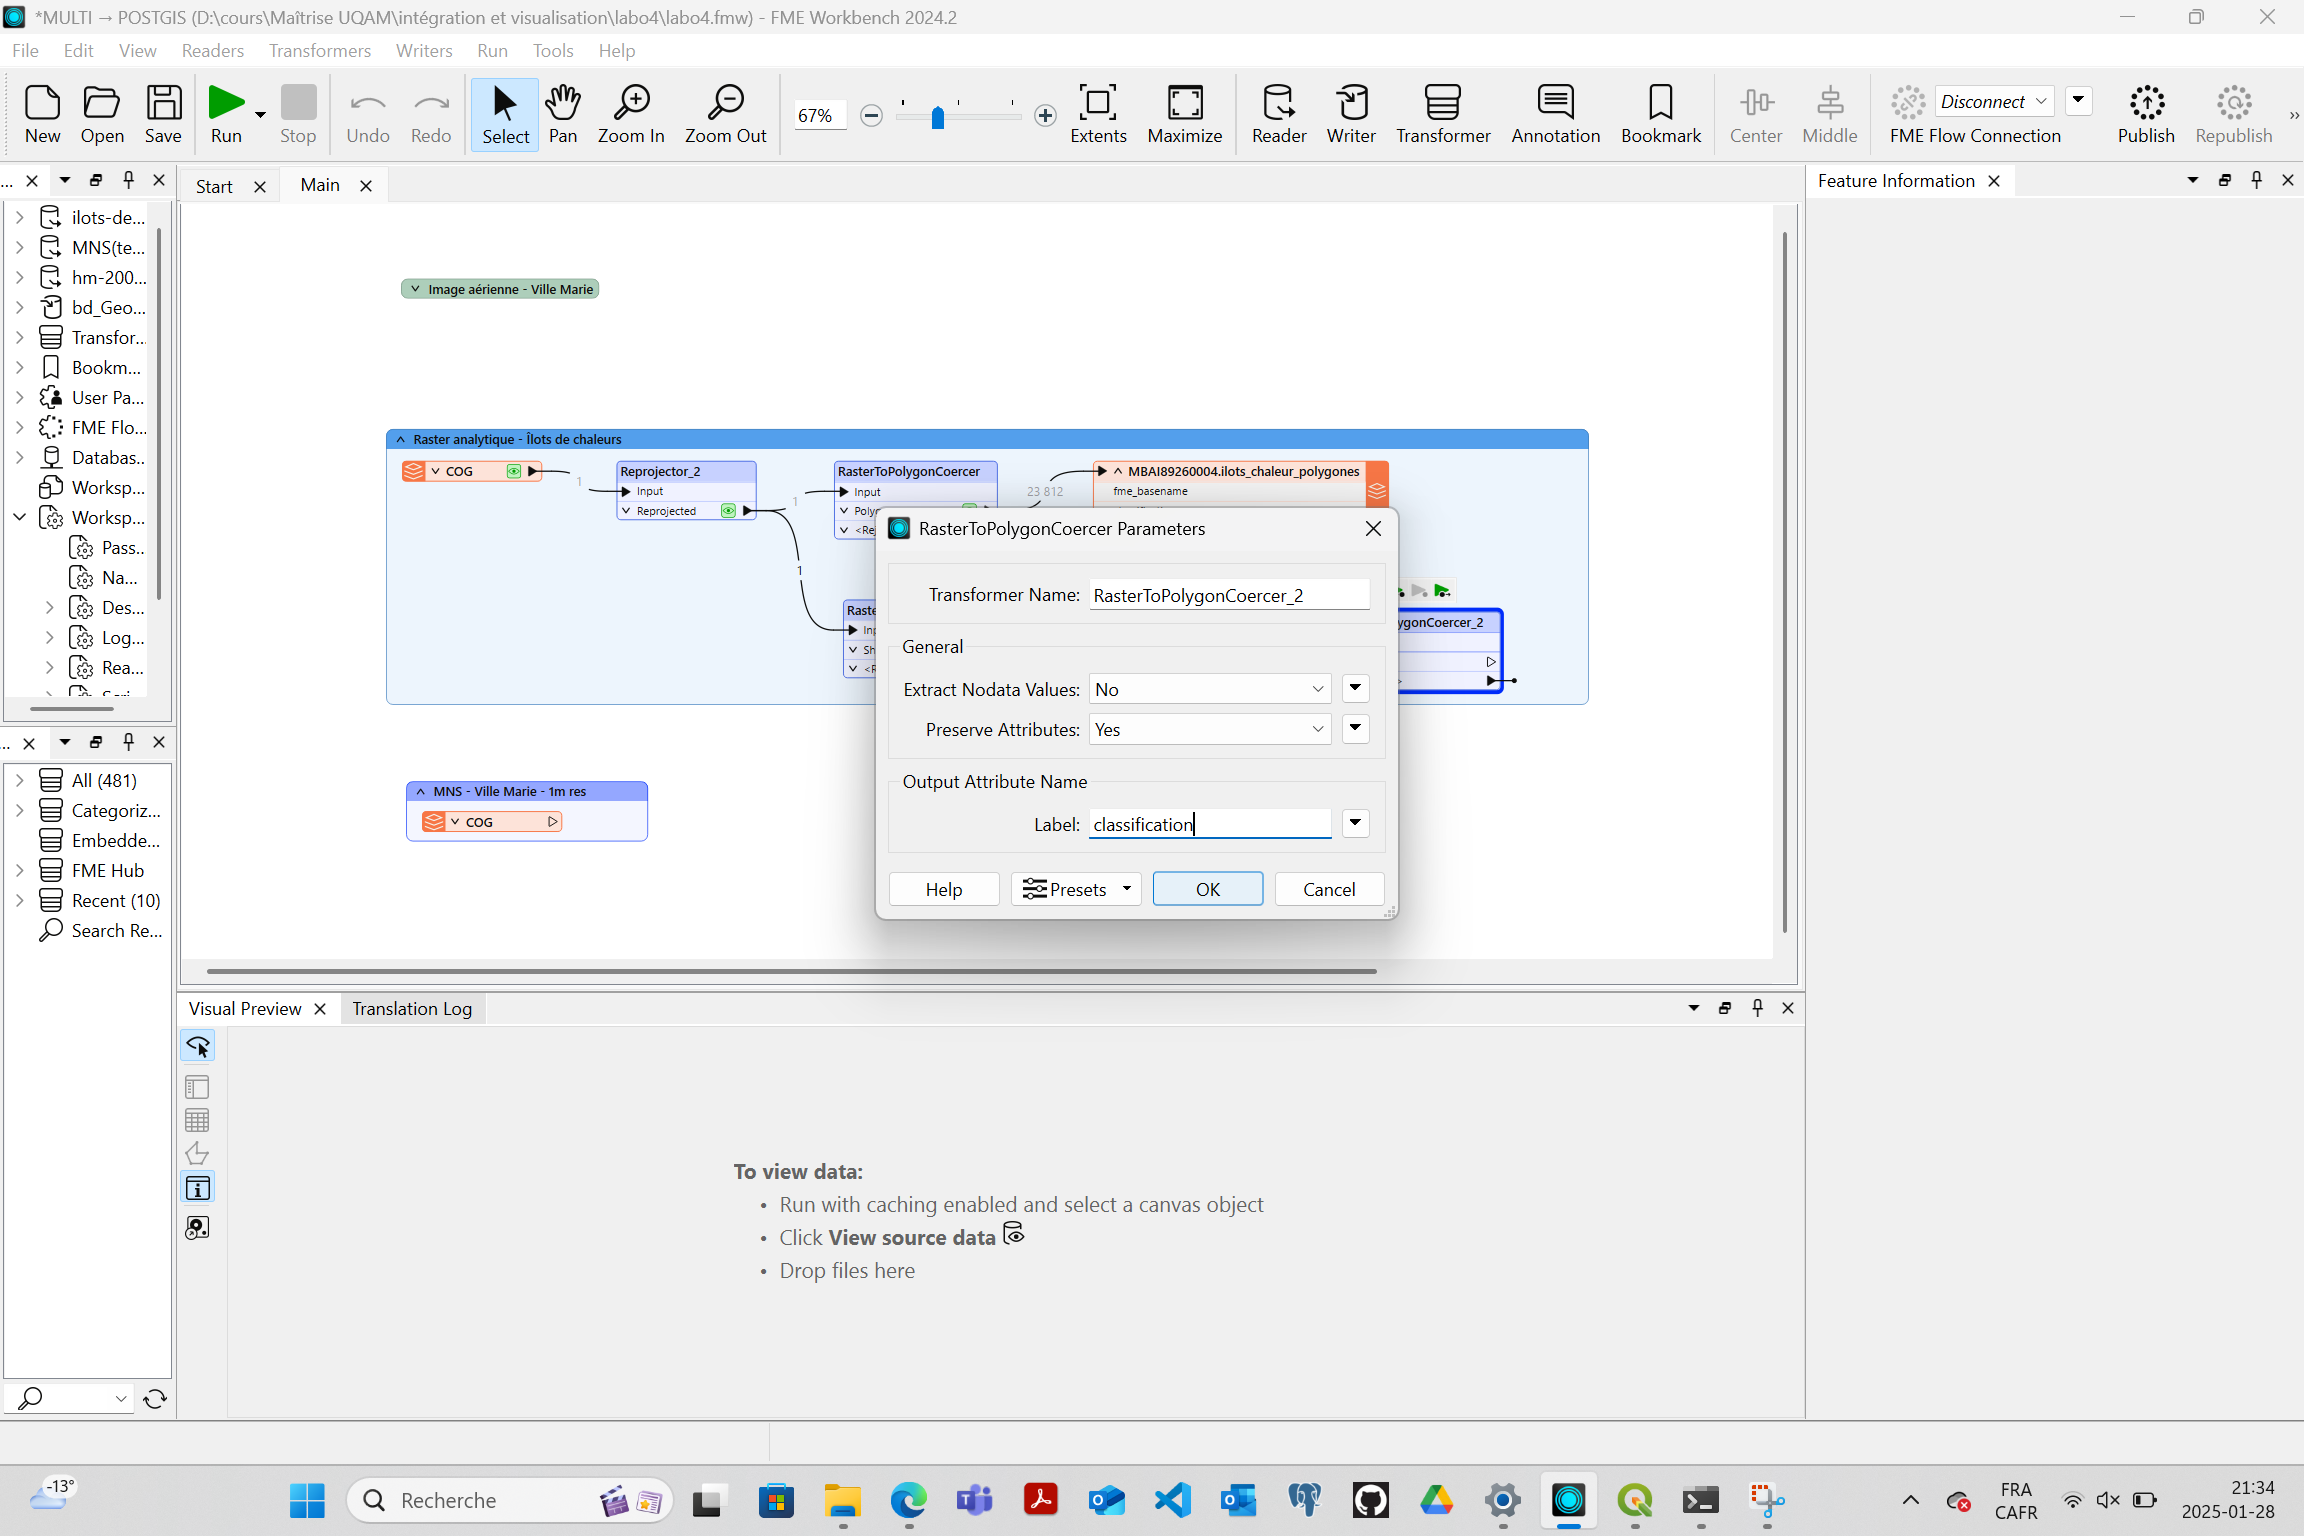 *MULTI → POSTGIS (D:\cours\Maîtrise UQAM\intégration et visualisation\labo4\labo4.fmw) - FME Workbench 2024.2
File Edit View Readers Transformers Writers Run Tools Help
New Open Save Run Stop Undo Redo Select Pan Zoom In Zoom Out 67% Extents Maximize Reader Writer Transformer Annotation Bookmark Center Middle Disconnect FME Flow Connection Publish Republish »
...
Start Main
Feature Information
ilots-de...
MNS(te...
hm-200...
bd_Geo...
Transfor...
Bookm...
User Pa...
FME Flo...
Databas...
Worksp...
Worksp...
Pass...
Na...
Des...
Log...
Rea...
Image aérienne - Ville Marie
Raster analytique - Îlots de chaleurs
COG
1
Reprojector_2
Input
Reprojected
1
1
RasterToPolygonCoercer
Input
Polyg
<Rej
23 812
MBAI89260004.ilots_chaleur_polygones
fme_basename
Raste
Inp
Sh
<R
ygonCoercer_2
MNS - Ville Marie - 1m res
COG
RasterToPolygonCoercer Parameters
Transformer Name: RasterToPolygonCoercer_2
General
Extract Nodata Values: No
Preserve Attributes: Yes
Output Attribute Name
Label: classification
Help Presets OK Cancel
...
All (481)
Categoriz...
Embedde...
FME Hub
Recent (10)
Search Re...
Visual Preview Translation Log
To view data:
• Run with caching enabled and select a canvas object
• Click View source data
• Drop files here
-13°
Recherche
FRA
CAFR
21:34
2025-01-28